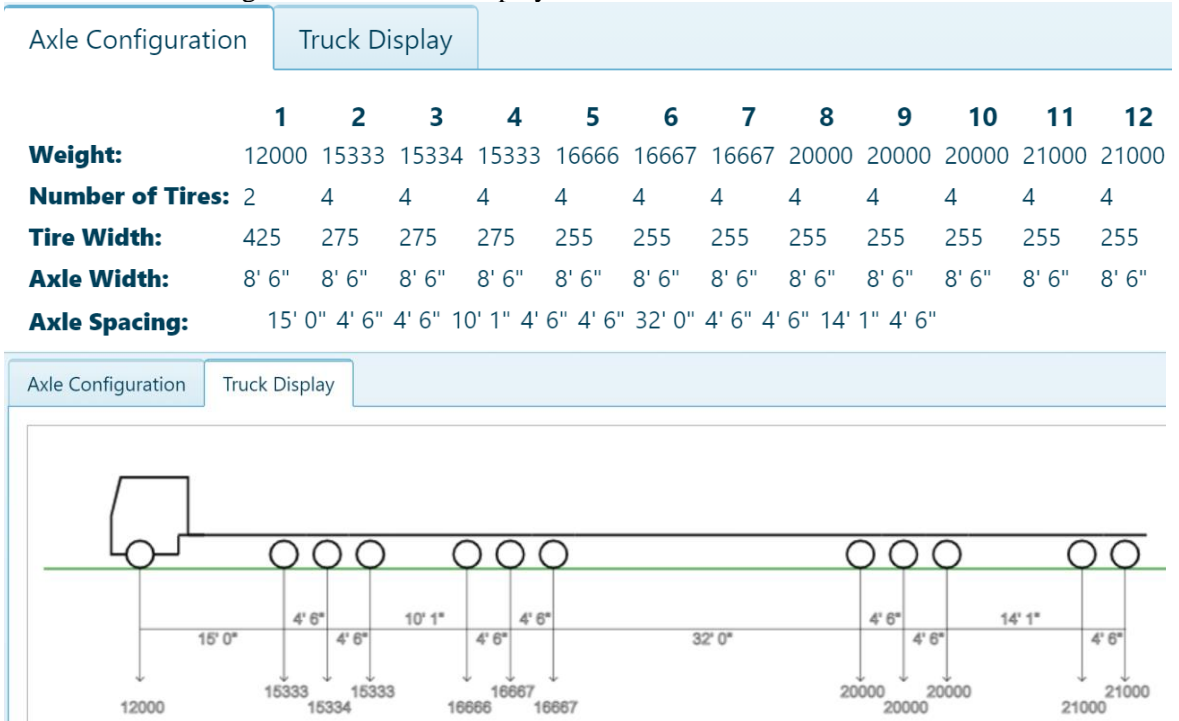 Axle Configuration Truck Display
1 2 3 4 5 6 7 8 9 10 11 12
Weight: 12000 15333 15334 15333 16666 16667 16667 20000 20000 20000 21000 21000
Number of Tires: 2 4 4 4 4 4 4 4 4 4 4 4
Tire Width: 425 275 275 275 255 255 255 255 255 255 255 255
Axle Width: 8' 6" 8' 6" 8' 6" 8' 6" 8' 6" 8' 6" 8' 6" 8' 6" 8' 6" 8' 6" 8' 6" 8' 6"
Axle Spacing: 15' 0" 4' 6" 4' 6" 10' 1" 4' 6" 4' 6" 32' 0" 4' 6" 4' 6" 14' 1" 4' 6"
Axle Configuration Truck Display
4' 6" 10' 1" 4' 6" 4' 6" 14' 1"
15' 0" 4' 6" 4' 6" 32' 0" 4' 6" 4' 6"
15333 15333 16667 20000 20000 21000
12000 15334 16666 16667 20000 21000